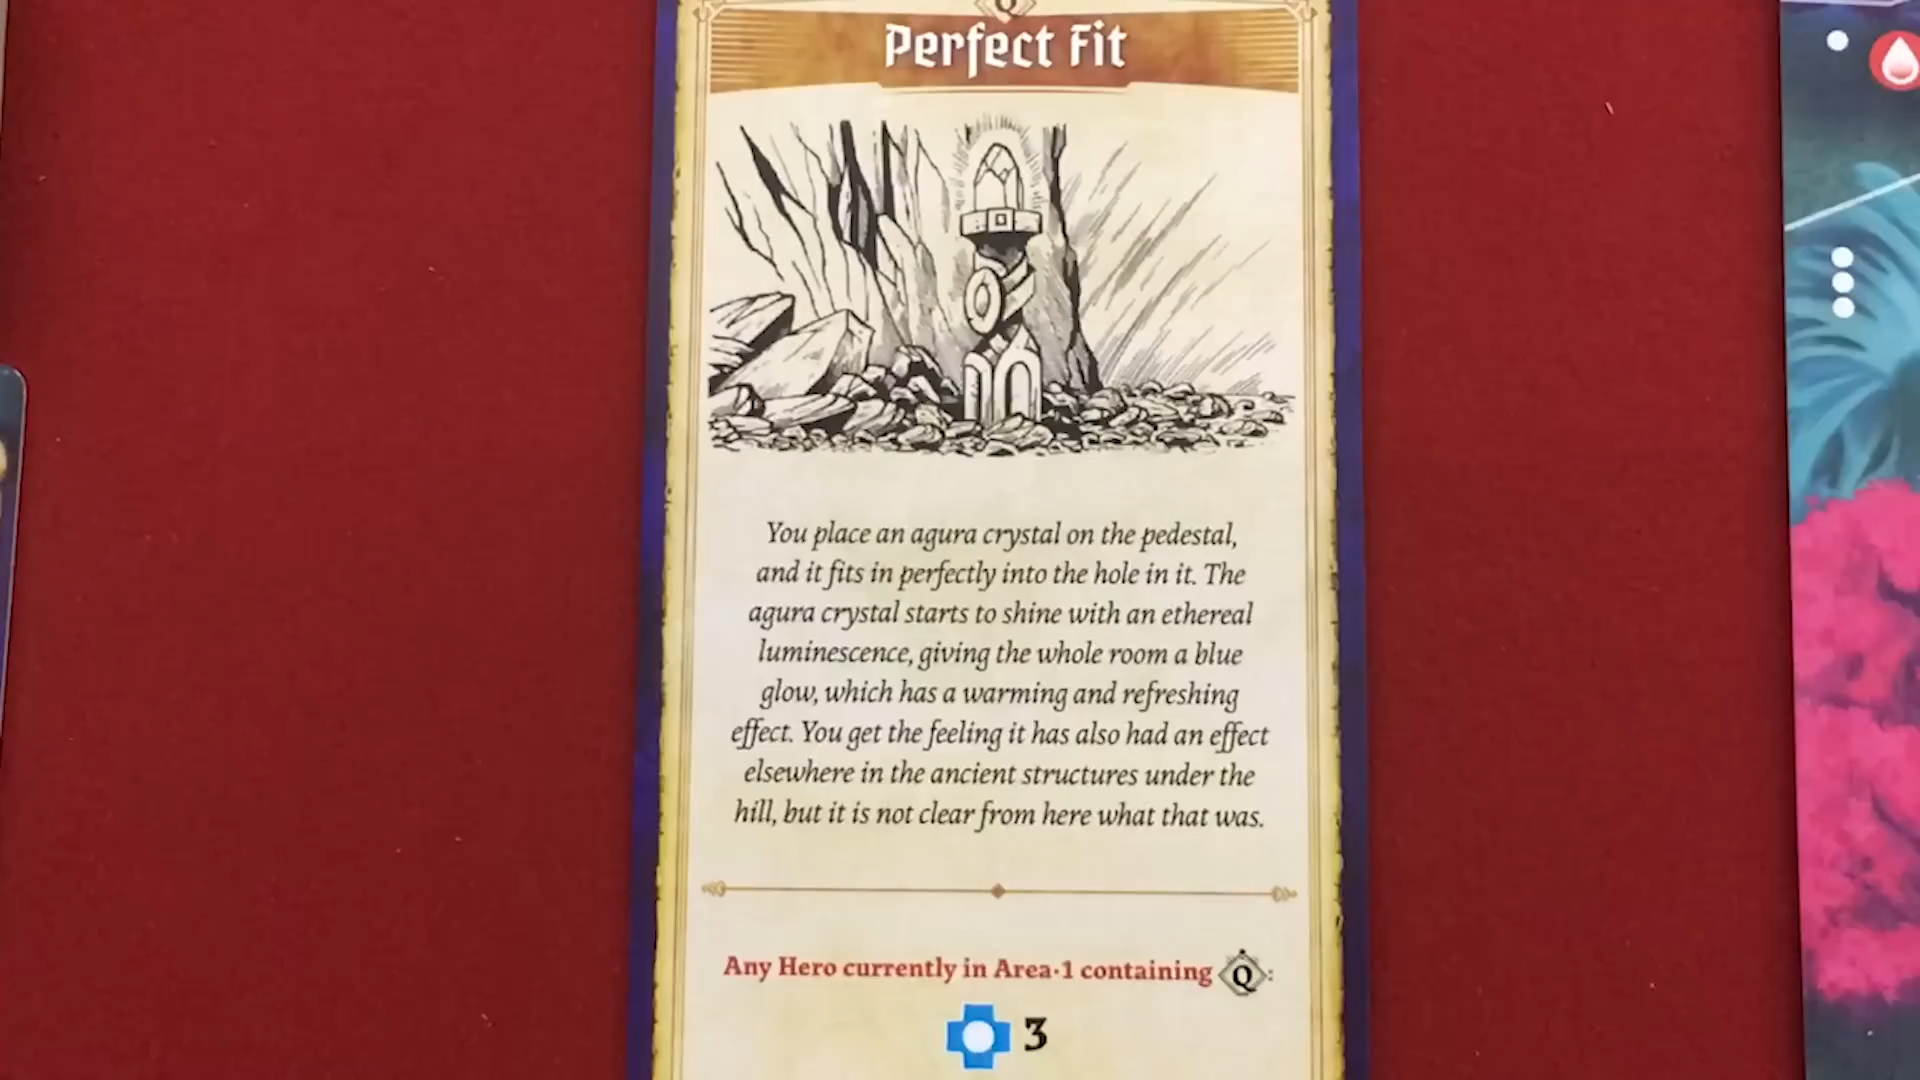 Q
Perfect Fit
You place an agura crystal on the pedestal,
and it fits in perfectly into the hole in it. The
agura crystal starts to shine with an ethereal
luminescence, giving the whole room a blue
glow, which has a warming and refreshing
effect. You get the feeling it has also had an effect
elsewhere in the ancient structures under the
hill, but it is not clear from here what that was.
Any Hero currently in Area·1 containing Q:
3